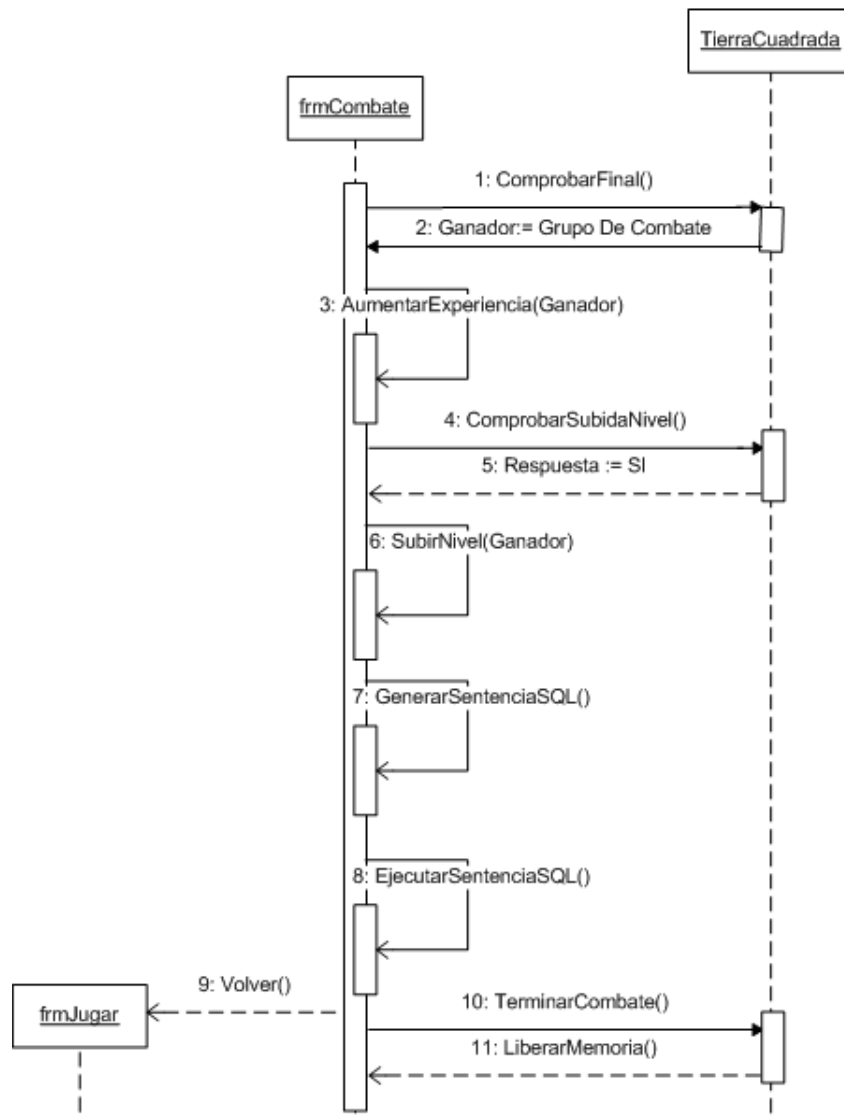 TierraCuadrada
frmCombate
1: ComprobarFinal()
2: Ganador:= Grupo De Combate
3: AumentarExperiencia(Ganador)
4: ComprobarSubidaNivel()
5: Respuesta := SI
6: SubirNivel(Ganador)
7: GenerarSentenciaSQL()
8: EjecutarSentenciaSQL()
9: Volver()
frmJugar
10: TerminarCombate()
11: LiberarMemoria()